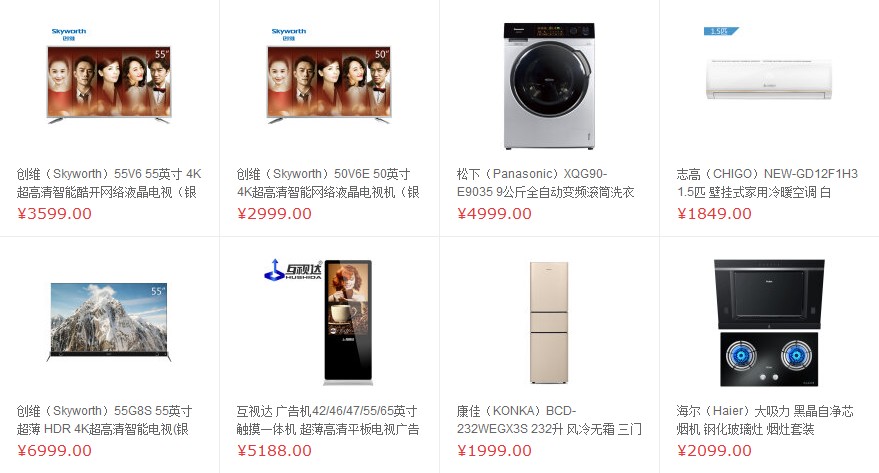 Skyworth
创维
55"
Skyworth
创维
50"
Panasonic
1.5匹
创维（Skyworth）55V6 55英寸 4K
超高清智能酷开网络液晶电视（银
¥3599.00
创维（Skyworth）50V6E 50英寸
4K超高清智能网络液晶电视机（银
¥2999.00
松下（Panasonic）XQG90-
E9035 9公斤全自动变频滚筒洗衣
¥4999.00
志高（CHIGO）NEW-GD12F1H3
1.5匹 壁挂式家用冷暖空调 白
¥1849.00
55"
互视达
HUSHIDA
创维（Skyworth）55G8S 55英寸
超薄 HDR 4K超高清智能电视(银
¥6999.00
互视达 广告机42/46/47/55/65英寸
触摸一体机 超薄高清平板电视广告
¥5188.00
康佳（KONKA）BCD-
232WEGX3S 232升 风冷无霜 三门
¥1999.00
海尔（Haier）大吸力 黑晶自净芯
烟机 钢化玻璃灶 烟灶套装
¥2099.00